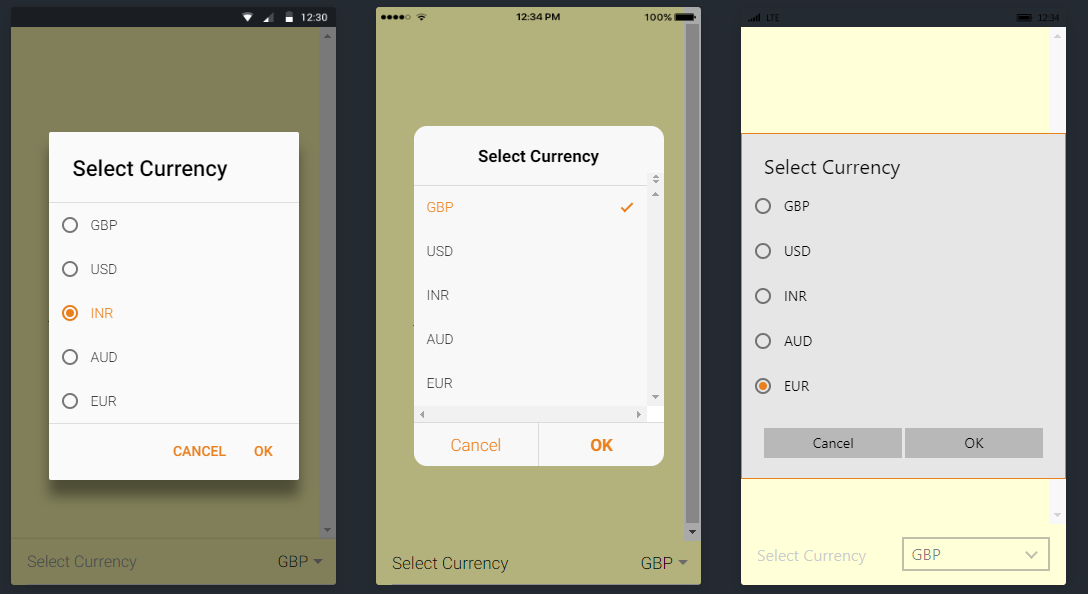 12:30
Select Currency
GBP
USD
INR
AUD
EUR
CANCEL OK
Select Currency GBP
12:34 PM 100%
Select Currency
GBP
USD
INR
AUD
EUR
Cancel OK
Select Currency GBP
LTE 12:34
Select Currency
GBP
USD
INR
AUD
EUR
Cancel OK
Select Currency GBP